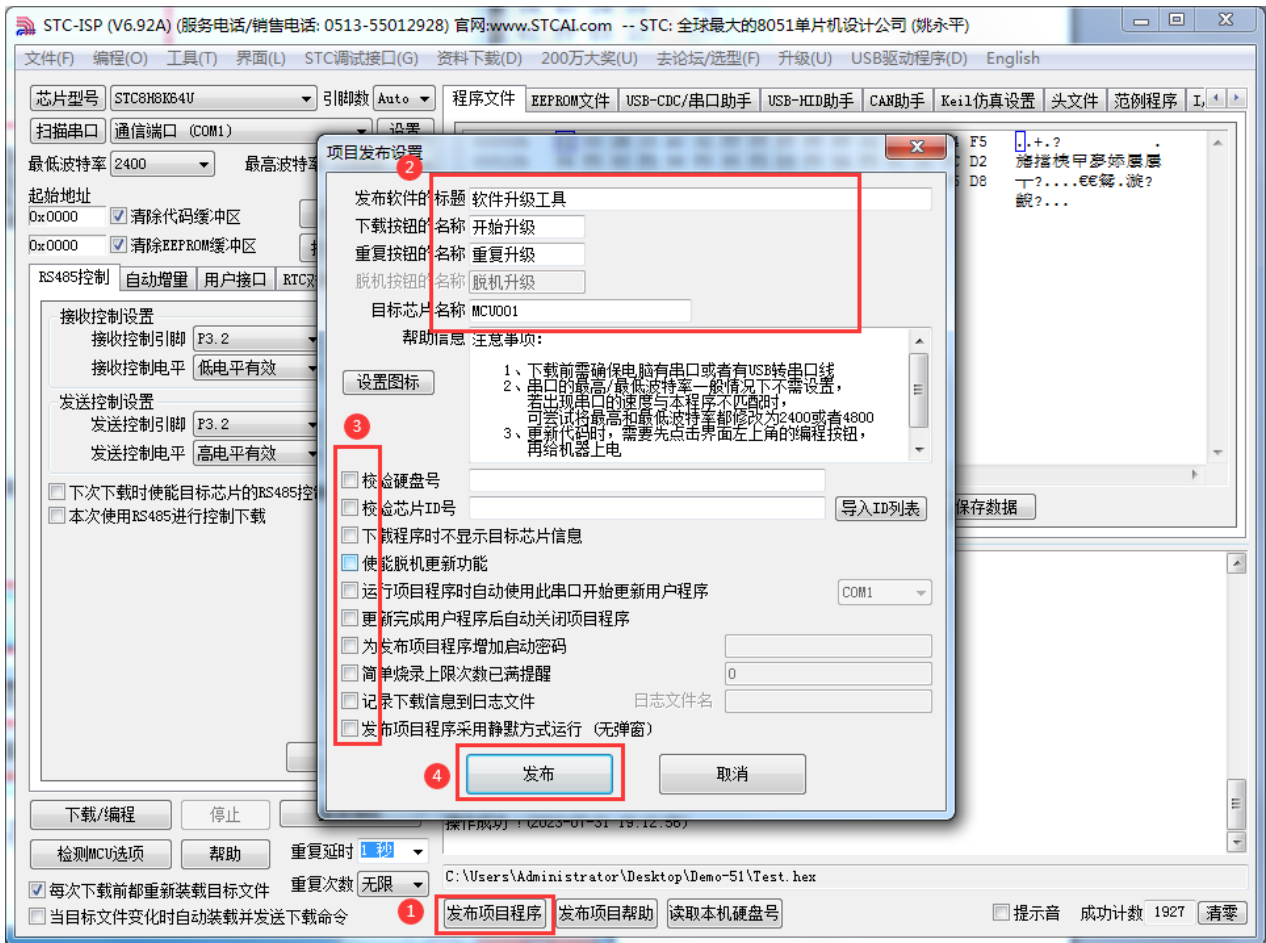 STC-ISP (V6.92A) (服务电话/销售电话: 0513-55012928) 官网:www.STCAI.com -- STC: 全球最大的8051单片机设计公司 (姚永平)
文件(F) 编程(O) 工具(T) 界面(L) STC调试接口(G) 资料下载(D) 200万大奖(U) 去论坛/选型(F) 升级(U) USB驱动程序(D) English
芯片型号 STC8H8K64U 引脚数 Auto 程序文件 EEPROM文件 USB-CDC/串口助手 USB-HID助手 CAN助手 Keil仿真设置 头文件 范例程序 I,
扫描串口 通信端口 (COM1) 设置
最低波特率 2400 最高波特率
起始地址
0x0000 清除代码缓冲区
0x0000 清除EEPROM缓冲区
RS485控制 自动增量 用户接口
接收控制设置
接收控制引脚 P3.2
接收控制电平 低电平有效
发送控制设置
发送控制引脚 P3.2
发送控制电平 高电平有效
下次下载时使能目标芯片的RS485控
本次使用RS485进行控制下载
F5 .+.?
D2
D8
保存数据
项目发布设置
2
发布软件的标题 软件升级工具
下载按钮的名称 开始升级
重复按钮的名称 重复升级
脱机按钮的名称 脱机升级
目标芯片名称 MCU001
帮助信息 注意事项:
1、下载前需确保电脑有串口或者有USB转串口线
2、串口的最高/最低波特率一般情况下不需设置,
若出现串口的速度与本程序不匹配时,
可尝试将最高和最低波特率都修改为2400或者4800
3、更新代码时,需要先点击界面左上角的编程按钮,
再给机器上电
设置图标
3
校验硬盘号
校验芯片ID号 导入ID列表
下载程序时不显示目标芯片信息
使能脱机更新功能
运行项目程序时自动使用此串口开始更新用户程序 COM1
更新完成用户程序后自动关闭项目程序
为发布项目程序增加启动密码
简单烧录上限次数已满提醒 0
记录下载信息到日志文件 日志文件名
发布项目程序采用静默方式运行 (无弹窗)
4 发布 取消
下载/编程 停止
操作成功 !(2023-01-31 19:12:56)
检测MCU选项 帮助 重复延时 1 秒
每次下载前都重新装载目标文件 重复次数 无限
C:\Users\Administrator\Desktop\Demo-51\Test.hex
当目标文件变化时自动装载并发送下载命令 1 发布项目程序 发布项目帮助 读取本机硬盘号 提示音 成功计数 1927 清零